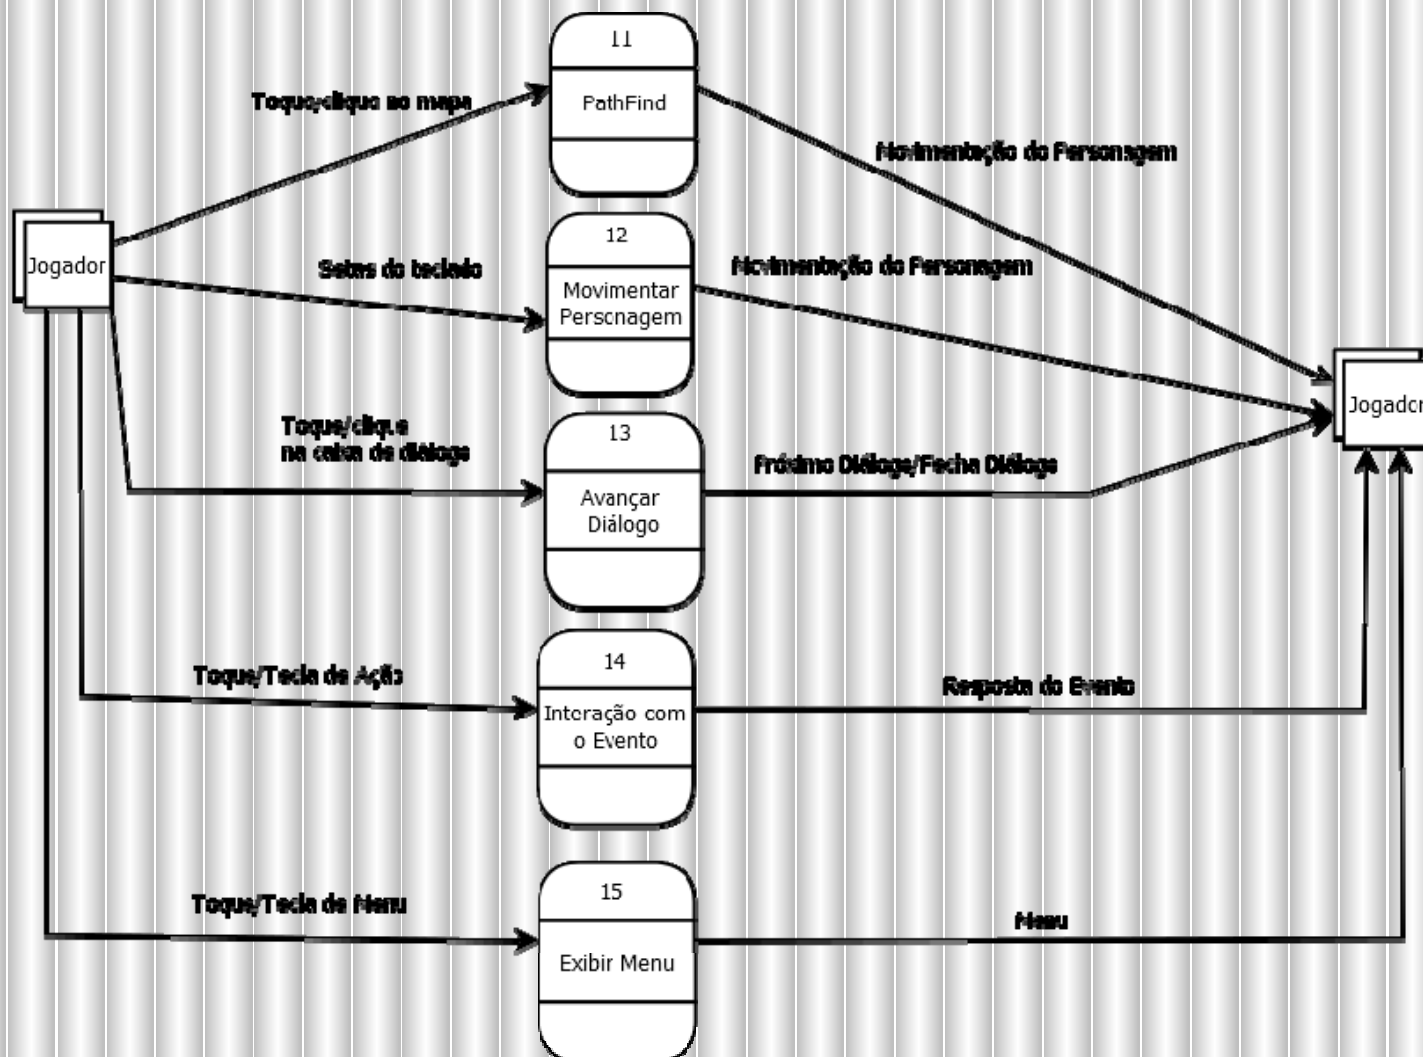 11
PathFind
Toque/clique no mapa
Movimentação do Personagem
Jogador
12
Movimentar
Personagem
Setas do teclado
Movimentação do Personagem
Jogador
13
Avançar
Diálogo
Toque/clique
na caixa de diálogo
Próximo Diálogo/Fecha Diálogo
14
Interação com
o Evento
Toque/Tecla de Ação
Resposta do Evento
15
Exibir Menu
Toque/Tecla de Menu
Menu